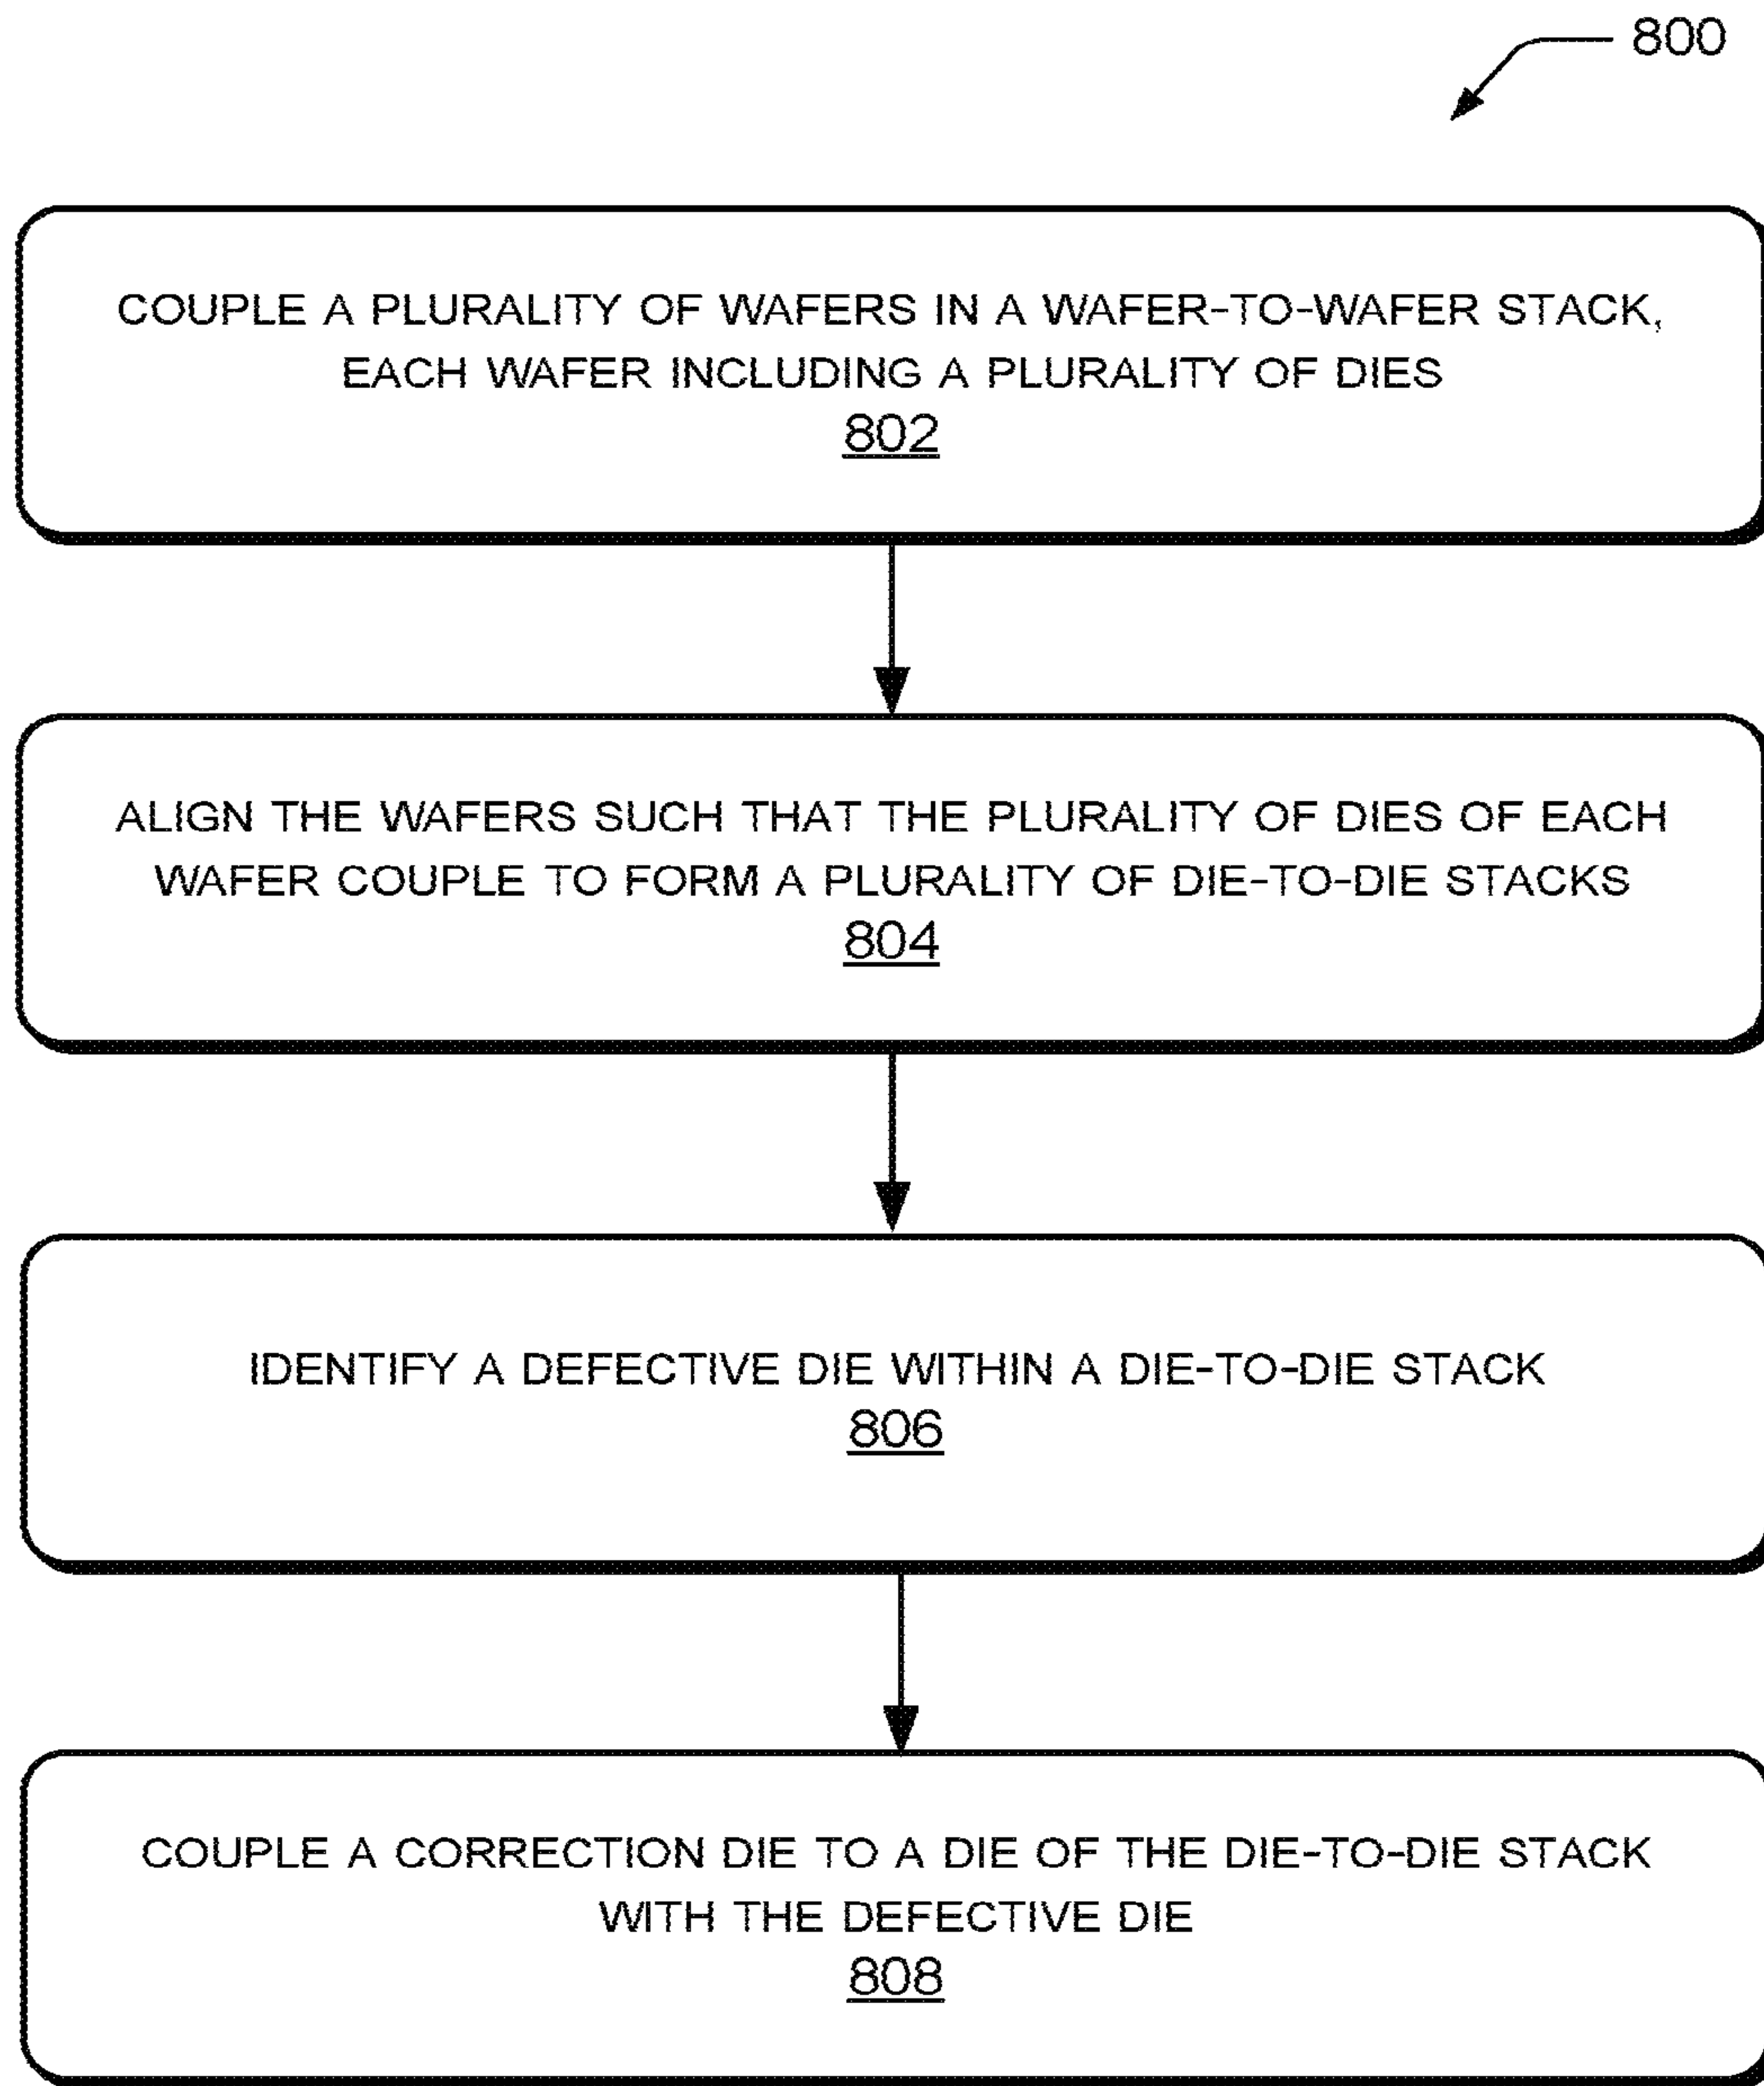 800
COUPLE A PLURALITY OF WAFERS IN A WAFER-TO-WAFER STACK,
EACH WAFER INCLUDING A PLURALITY OF DIES
802
ALIGN THE WAFERS SUCH THAT THE PLURALITY OF DIES OF EACH
WAFER COUPLE TO FORM A PLURALITY OF DIE-TO-DIE STACKS
804
IDENTIFY A DEFECTIVE DIE WITHIN A DIE-TO-DIE STACK
806
COUPLE A CORRECTION DIE TO A DIE OF THE DIE-TO-DIE STACK
WITH THE DEFECTIVE DIE
808